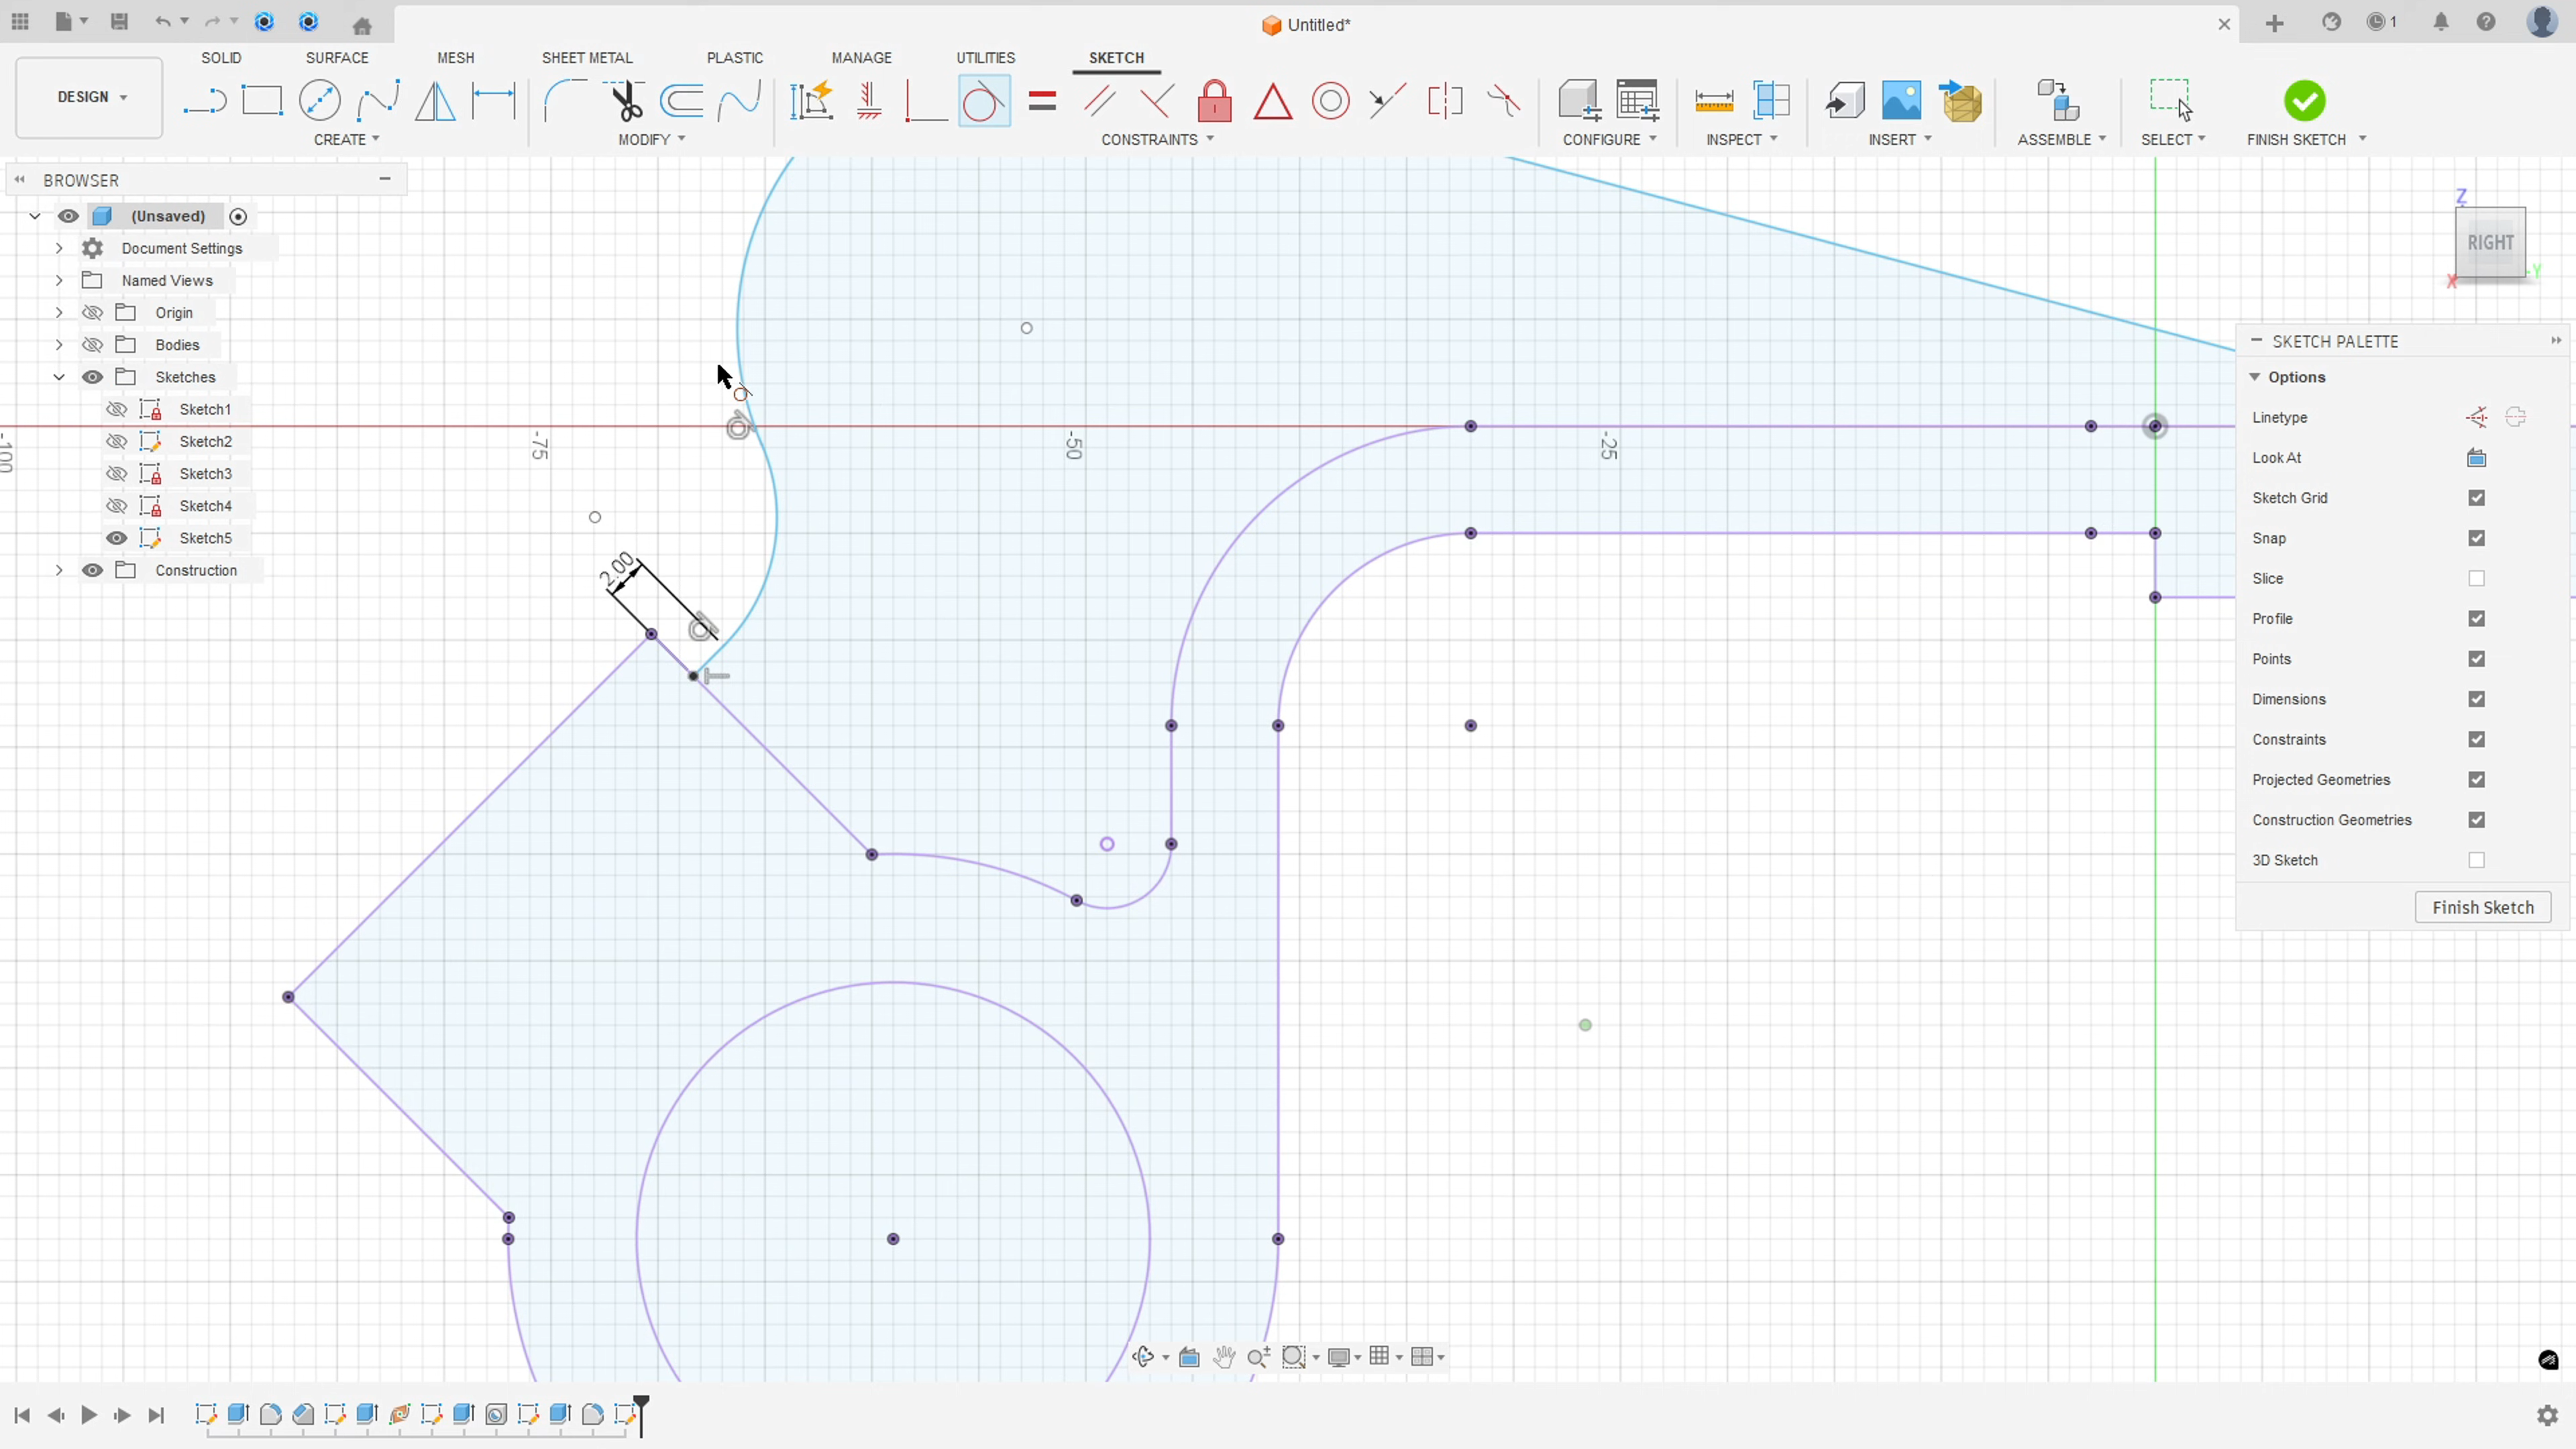 Untitled*
1
SOLID SURFACE MESH SHEET METAL PLASTIC MANAGE UTILITIES SKETCH
DESIGN
CREATE MODIFY CONSTRAINTS CONFIGURE INSPECT INSERT ASSEMBLE SELECT FINISH SKETCH
BROWSER
(Unsaved)
Document Settings
Named Views
Origin
Bodies
Sketches
Sketch1
Sketch2
Sketch3
Sketch4
Sketch5
Construction
-100
-75
-50
-25
2.00
Z
RIGHT
X
-Y
SKETCH PALETTE
Options
Linetype
Look At
Sketch Grid
Snap
Slice
Profile
Points
Dimensions
Constraints
Projected Geometries
Construction Geometries
3D Sketch
Finish Sketch